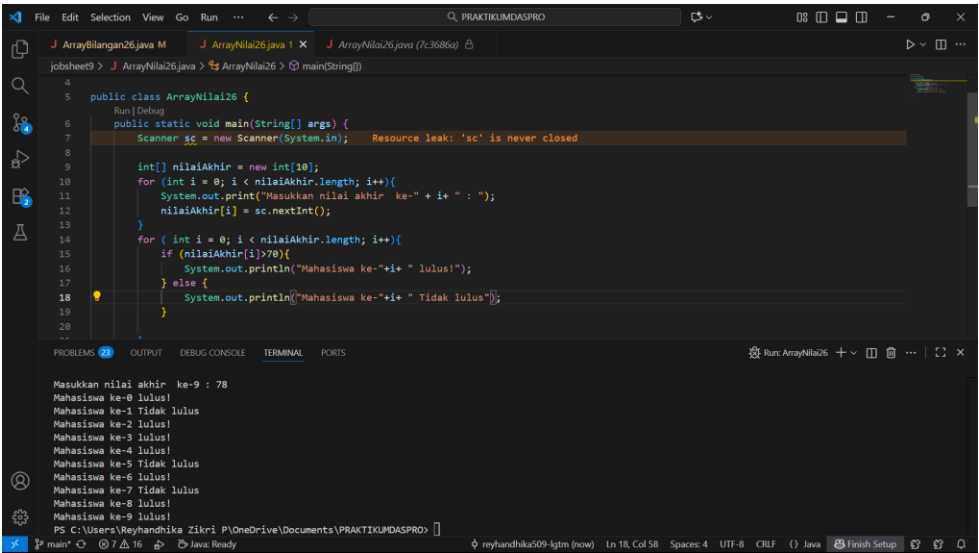 File Edit Selection View Go Run ··· ← → PRAKTIKUMDASPRO
J ArrayBilangan26.java M J ArrayNilai26.java 1 × J ArrayNilai26.java (7c3686a)
jobsheet9 > J ArrayNilai26.java > ArrayNilai26 > main(String[])
4
5 public class ArrayNilai26 {
Run | Debug
6 public static void main(String[] args) {
7 Scanner sc = new Scanner(System.in); Resource leak: 'sc' is never closed
8
9 int[] nilaiAkhir = new int[10];
10 for (int i = 0; i < nilaiAkhir.length; i++){
11 System.out.print("Masukkan nilai akhir  ke-" + i+ " : ");
12 nilaiAkhir[i] = sc.nextInt();
13 }
14 for ( int i = 0; i < nilaiAkhir.length; i++){
15 if (nilaiAkhir[i]>70){
16 System.out.println("Mahasiswa ke-"+i+ " lulus!");
17 } else {
18 System.out.println("Mahasiswa ke-"+i+ " Tidak lulus");
19 }
20
PROBLEMS 23 OUTPUT DEBUG CONSOLE TERMINAL PORTS Run: ArrayNilai26
Masukkan nilai akhir  ke-9 : 78
Mahasiswa ke-0 lulus!
Mahasiswa ke-1 Tidak lulus
Mahasiswa ke-2 lulus!
Mahasiswa ke-3 lulus!
Mahasiswa ke-4 lulus!
Mahasiswa ke-5 Tidak lulus
Mahasiswa ke-6 lulus!
Mahasiswa ke-7 Tidak lulus
Mahasiswa ke-8 lulus!
Mahasiswa ke-9 lulus!
PS C:\Users\Reyhandhika Zikri P\OneDrive\Documents\PRAKTIKUMDASPRO>
4
2
main* 7 16 Java: Ready reyhandhika509-lgtm (now) Ln 18, Col 58 Spaces: 4 UTF-8 CRLF {} Java Finish Setup